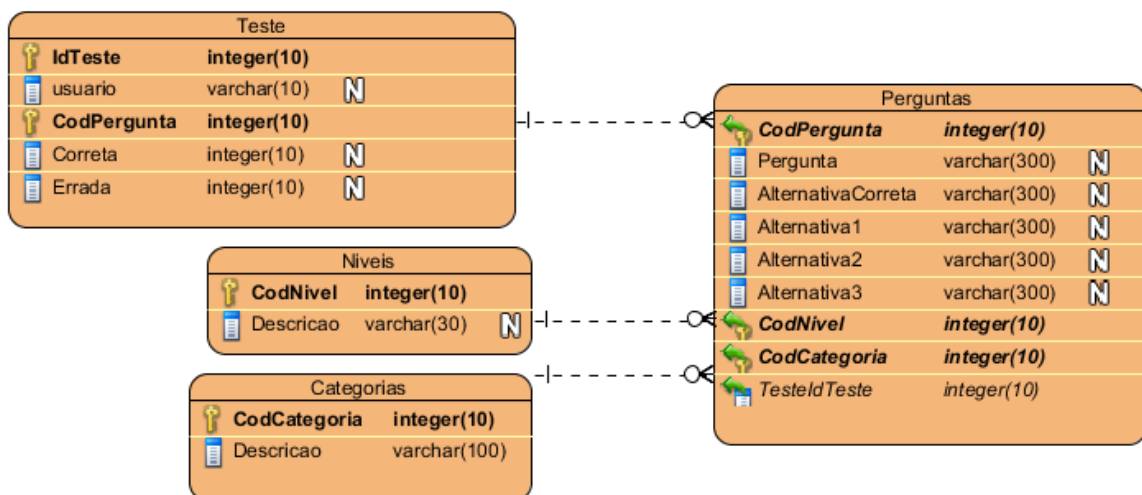 Teste
IdTeste integer(10)
usuario varchar(10) N
CodPergunta integer(10)
Correta integer(10) N
Errada integer(10) N
Perguntas
CodPergunta integer(10)
Pergunta varchar(300) N
AlternativaCorreta varchar(300) N
Alternativa1 varchar(300) N
Alternativa2 varchar(300) N
Alternativa3 varchar(300) N
CodNivel integer(10)
CodCategoria integer(10)
TesteIdTeste integer(10)
Niveis
CodNivel integer(10)
Descricao varchar(30) N
Categorias
CodCategoria integer(10)
Descricao varchar(100)